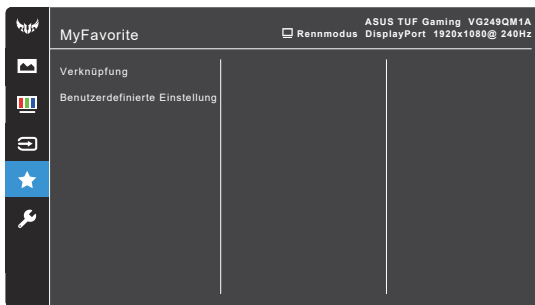 ASUS TUF Gaming VG249QM1A
MyFavorite
Rennmodus DisplayPort 1920x1080@ 240Hz
Verknüpfung
Benutzerdefinierte Einstellung